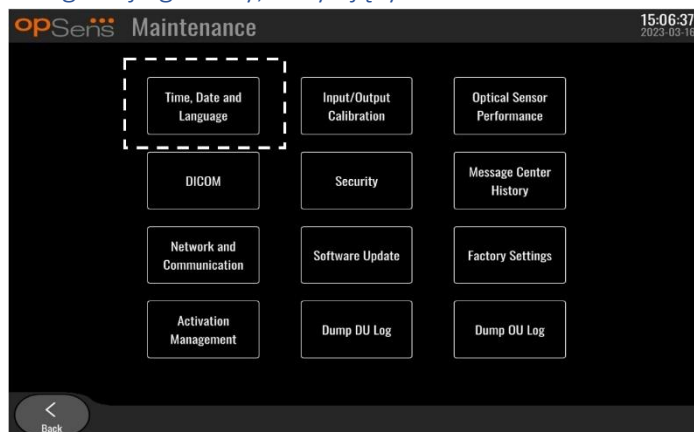 opSens Maintenance
15:06:37
2023-03-16
Time, Date and
Language
Input/Output
Calibration
Optical Sensor
Performance
DICOM
Security
Message Center
History
Network and
Communication
Software Update
Factory Settings
Activation
Management
Dump DU Log
Dump OU Log
Back